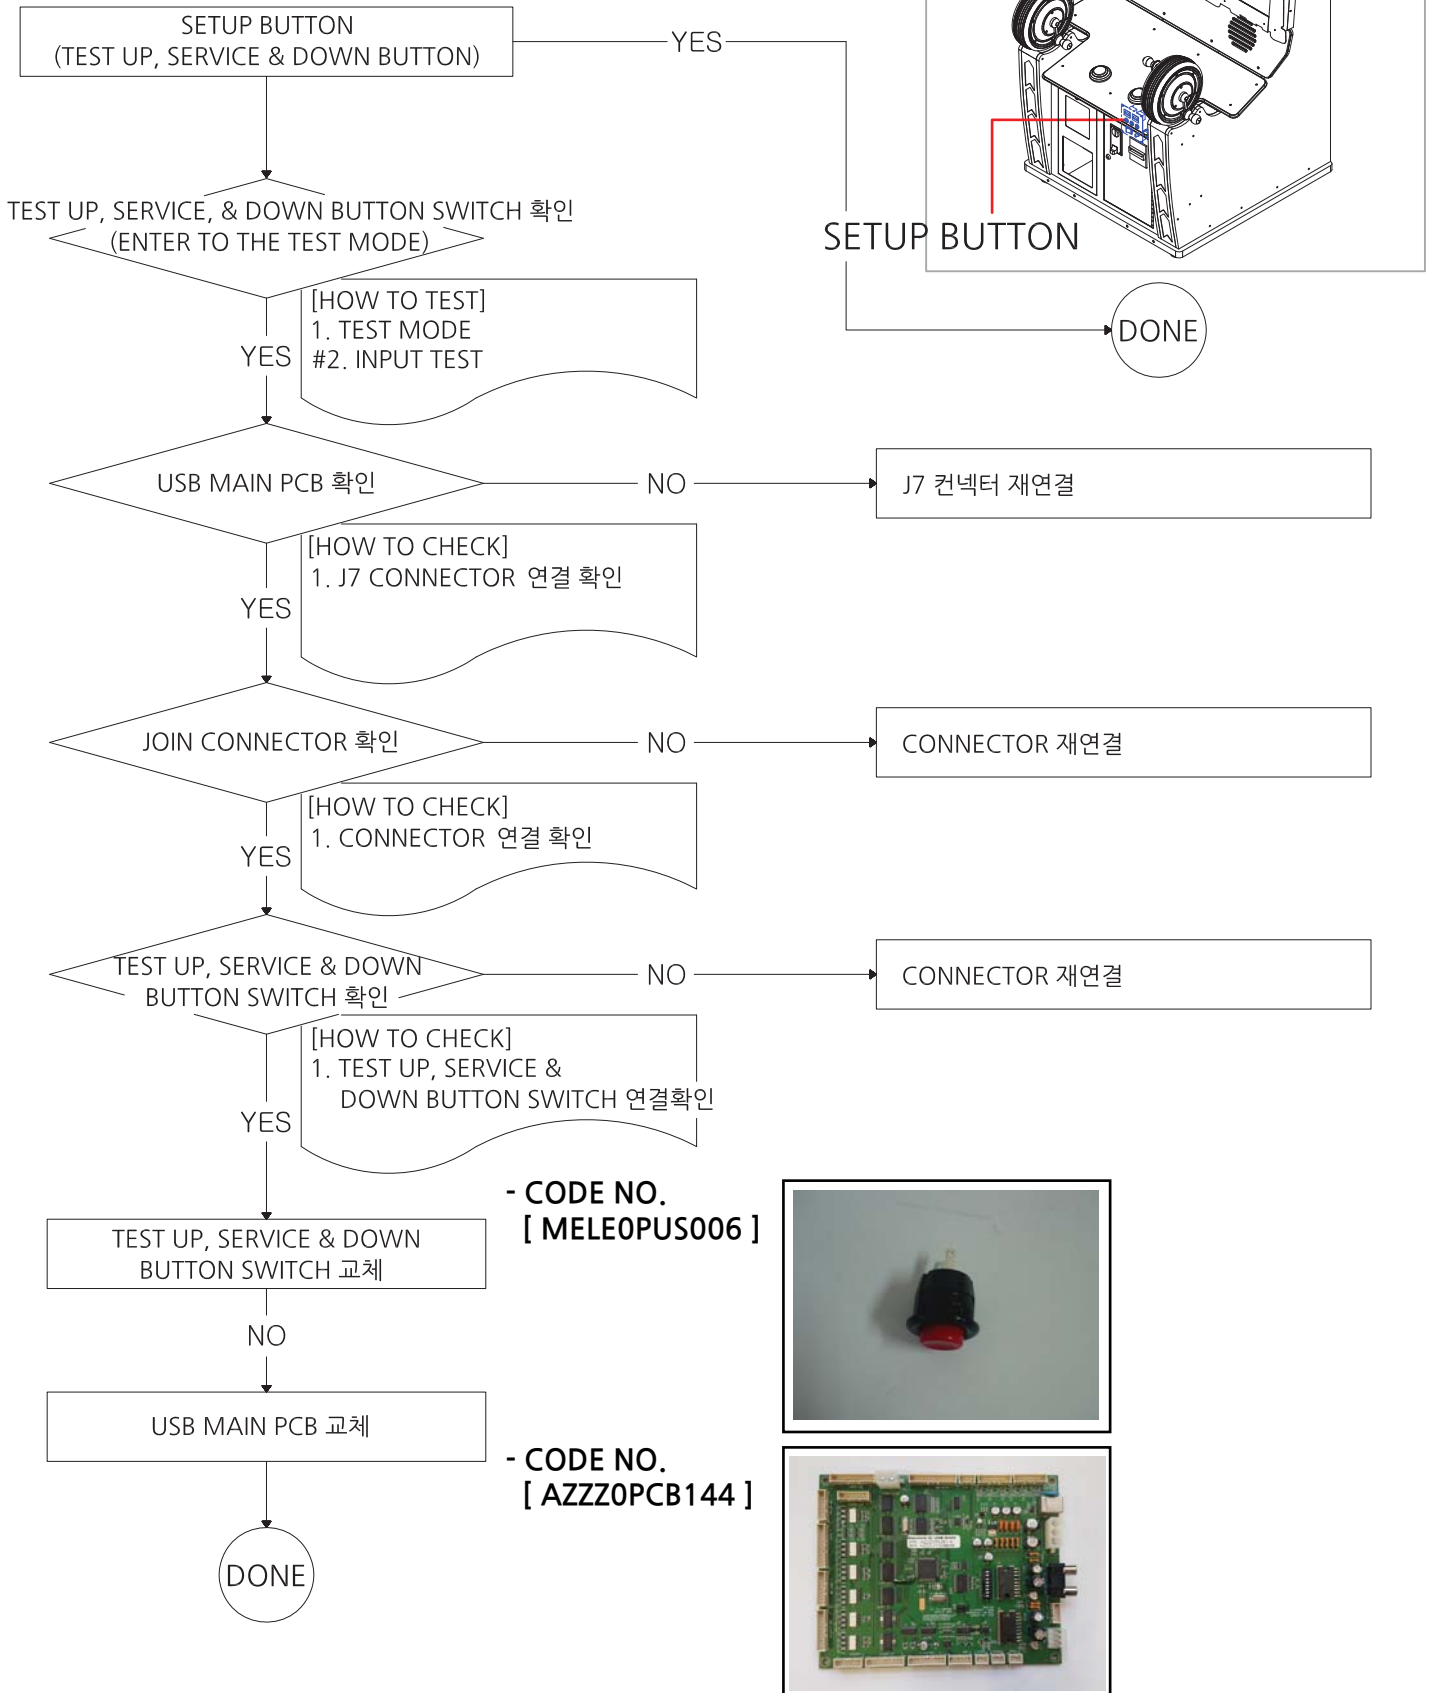 SETUP BUTTON
(TEST UP, SERVICE & DOWN BUTTON)
YES
SETUP BUTTON
DONE
TEST UP, SERVICE, & DOWN BUTTON SWITCH 확인
(ENTER TO THE TEST MODE)
[HOW TO TEST]
1. TEST MODE
#2. INPUT TEST
YES
USB MAIN PCB 확인
NO
J7 컨넥터 재연결
[HOW TO CHECK]
1. J7 CONNECTOR 연결 확인
YES
JOIN CONNECTOR 확인
NO
CONNECTOR 재연결
[HOW TO CHECK]
1. CONNECTOR 연결 확인
YES
TEST UP, SERVICE & DOWN
BUTTON SWITCH 확인
NO
CONNECTOR 재연결
[HOW TO CHECK]
1. TEST UP, SERVICE &
DOWN BUTTON SWITCH 연결확인
YES
- CODE NO.
[ MELE0PUS006 ]
TEST UP, SERVICE & DOWN
BUTTON SWITCH 교체
NO
USB MAIN PCB 교체
- CODE NO.
[ AZZZ0PCB144 ]
DONE